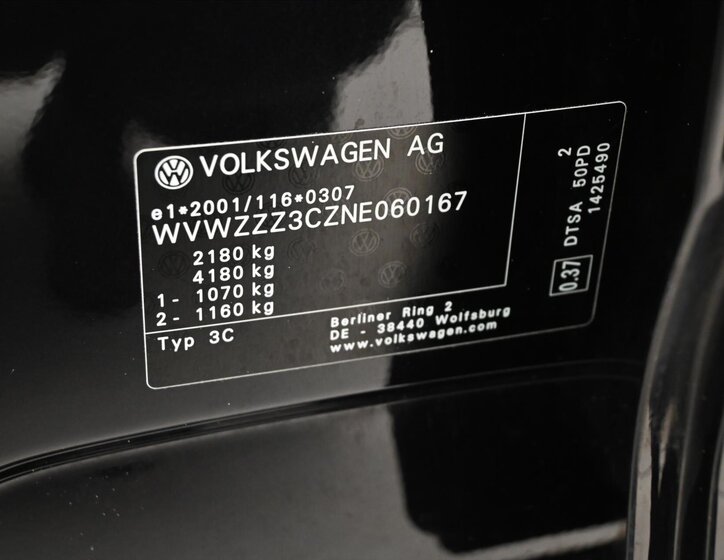 VOLKSWAGEN AG
e1*2001/116*0307
WVWZZZ3CZNE060167
2180 kg
4180 kg
1- 1070 kg
2- 1160 kg
Typ 3C
Berliner Ring 2
DE - 38440 Wolfsburg
www.volkswagen.com
0.37
DTSA 50PD 2
1425490